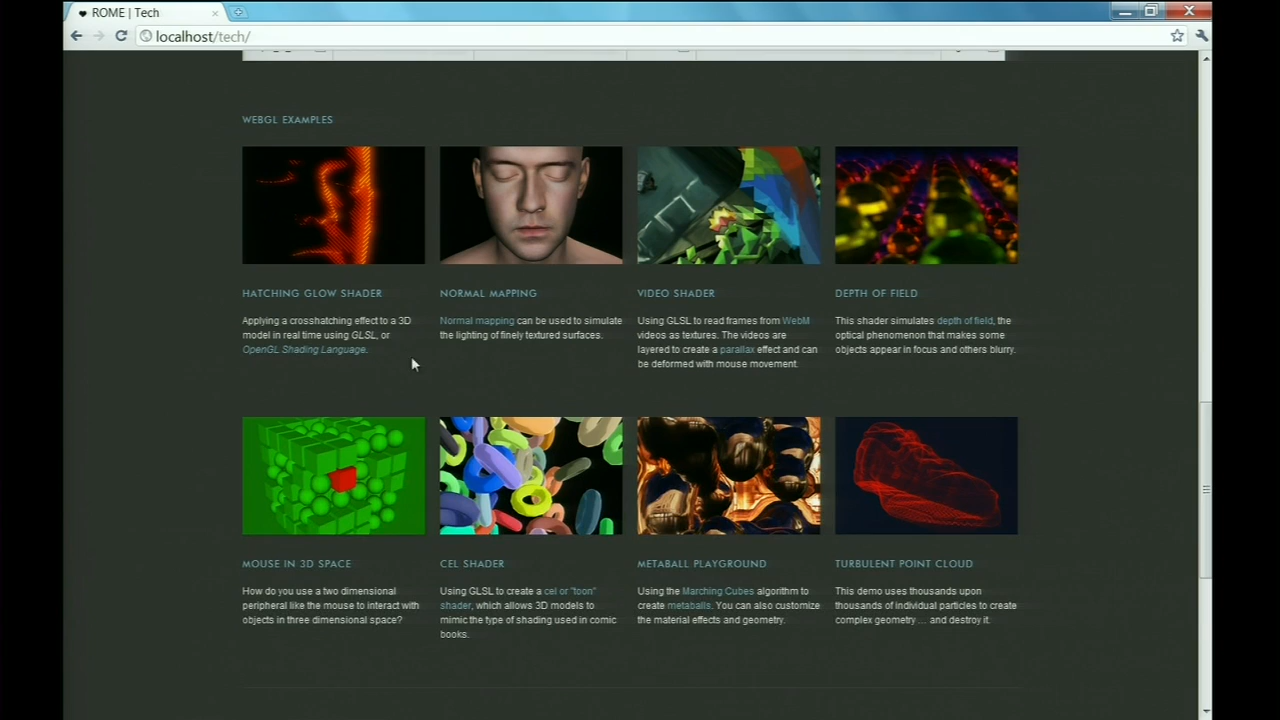 ROME | Tech
localhost/tech/
WEBGL EXAMPLES
HATCHING GLOW SHADER
Applying a crosshatching effect to a 3D
model in real time using GLSL, or
OpenGL Shading Language.
NORMAL MAPPING
Normal mapping can be used to simulate
the lighting of finely textured surfaces.
VIDEO SHADER
Using GLSL to read frames from WebM
videos as textures. The videos are
layered to create a parallax effect and can
be deformed with mouse movement.
DEPTH OF FIELD
This shader simulates depth of field, the
optical phenomenon that makes some
objects appear in focus and others blurry.
MOUSE IN 3D SPACE
How do you use a two dimensional
peripheral like the mouse to interact with
objects in three dimensional space?
CEL SHADER
Using GLSL to create a cel or "toon"
shader, which allows 3D models to
mimic the type of shading used in comic
books.
METABALL PLAYGROUND
Using the Marching Cubes algorithm to
create metaballs. You can also customize
the material effects and geometry.
TURBULENT POINT CLOUD
This demo uses thousands upon
thousands of individual particles to create
complex geometry ... and destroy it.